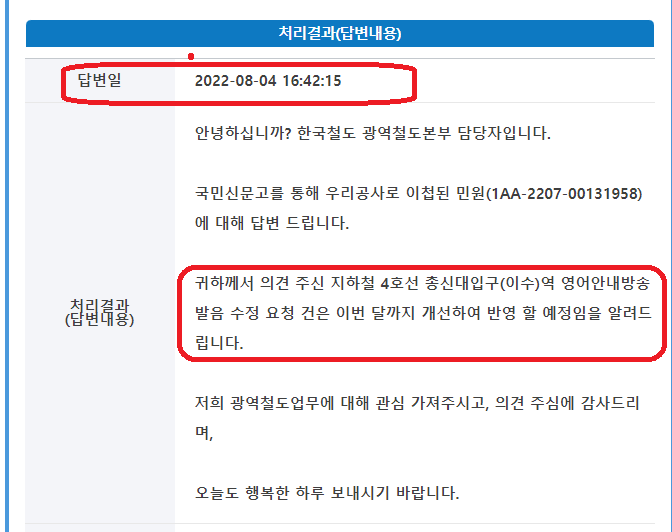 처리결과(답변내용)
답변일 2022-08-04 16:42:15
안녕하십니까? 한국철도 광역철도본부 담당자입니다.
국민신문고를 통해 우리공사로 이첩된 민원(1AA-2207-00131958)
에 대해 답변 드립니다.
귀하께서 의견 주신 지하철 4호선 총신대입구(이수)역 영어안내방송
발음 수정 요청 건은 이번 달까지 개선하여 반영 할 예정임을 알려드
립니다.
처리결과
(답변내용)
저희 광역철도업무에 대해 관심 가져주시고, 의견 주심에 감사드리
며,
오늘도 행복한 하루 보내시기 바랍니다.